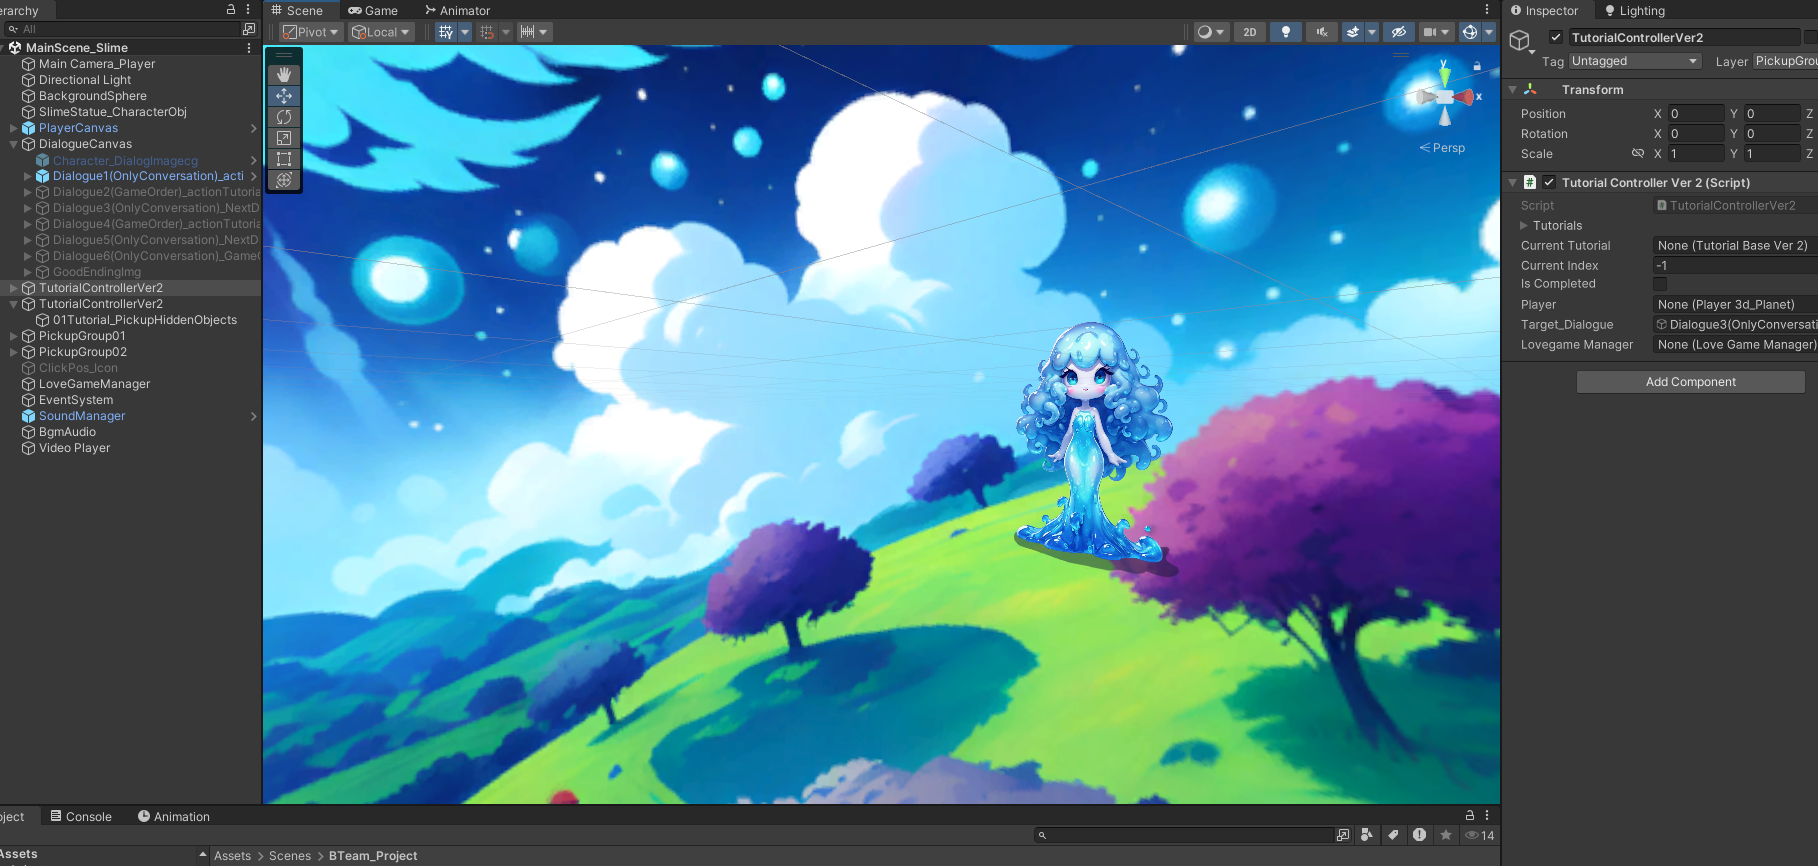 erarchy
All
MainScene_Slime
Main Camera_Player
Directional Light
BackgroundSphere
SlimeStatue_CharacterObj
PlayerCanvas
DialogueCanvas
Character_DialogImagecg
Dialogue1(OnlyConversation)_acti
Dialogue2(GameOrder)_actionTutoria
Dialogue3(OnlyConversation)_NextD
Dialogue4(GameOrder)_actionTutoria
Dialogue5(OnlyConversation)_NextD
Dialogue6(OnlyConversation)_Game
GoodEndingImg
TutorialControllerVer2
TutorialControllerVer2
01Tutorial_PickupHiddenObjects
PickupGroup01
PickupGroup02
ClickPos_Icon
LoveGameManager
EventSystem
SoundManager
BgmAudio
Video Player
Scene
Game
Animator
Pivot
Local
2D
y
x
Persp
Inspector
Lighting
TutorialControllerVer2
Tag
Untagged
Layer
PickupGrou
Transform
Position X 0 Y 0 Z
Rotation X 0 Y 0 Z
Scale X 1 Y 1 Z
Tutorial Controller Ver 2 (Script)
Script TutorialControllerVer2
Tutorials
Current Tutorial None (Tutorial Base Ver 2)
Current Index -1
Is Completed
Player None (Player 3d_Planet)
Target_Dialogue Dialogue3(OnlyConversati
Lovegame Manager None (Love Game Manager)
Add Component
oject
Console
Animation
14
Assets
Assets > Scenes > BTeam_Project